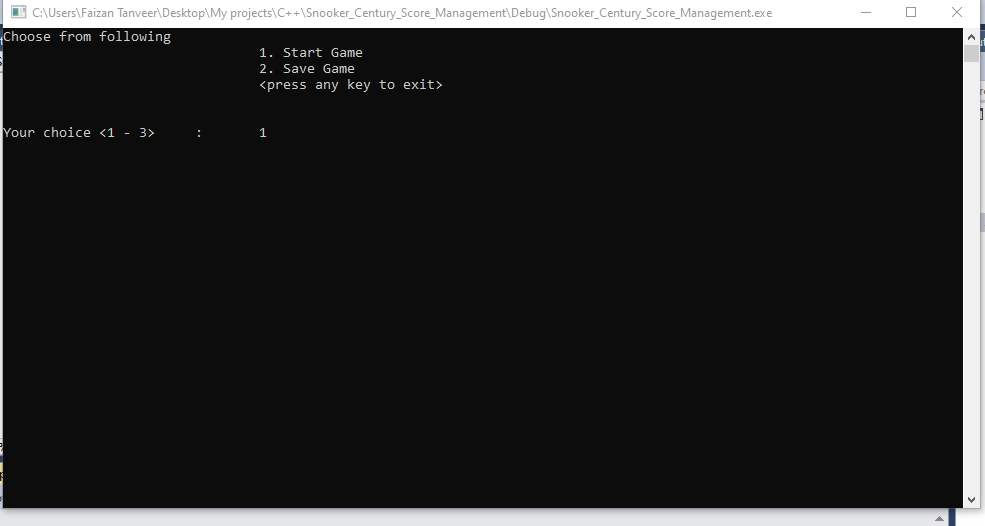 C:\Users\Faizan Tanveer\Desktop\My projects\C++\Snooker_Century_Score_Management\Debug\Snooker_Century_Score_Management.exe
Choose from following
1. Start Game
2. Save Game
<press any key to exit>
Your choice <1 - 3> : 1